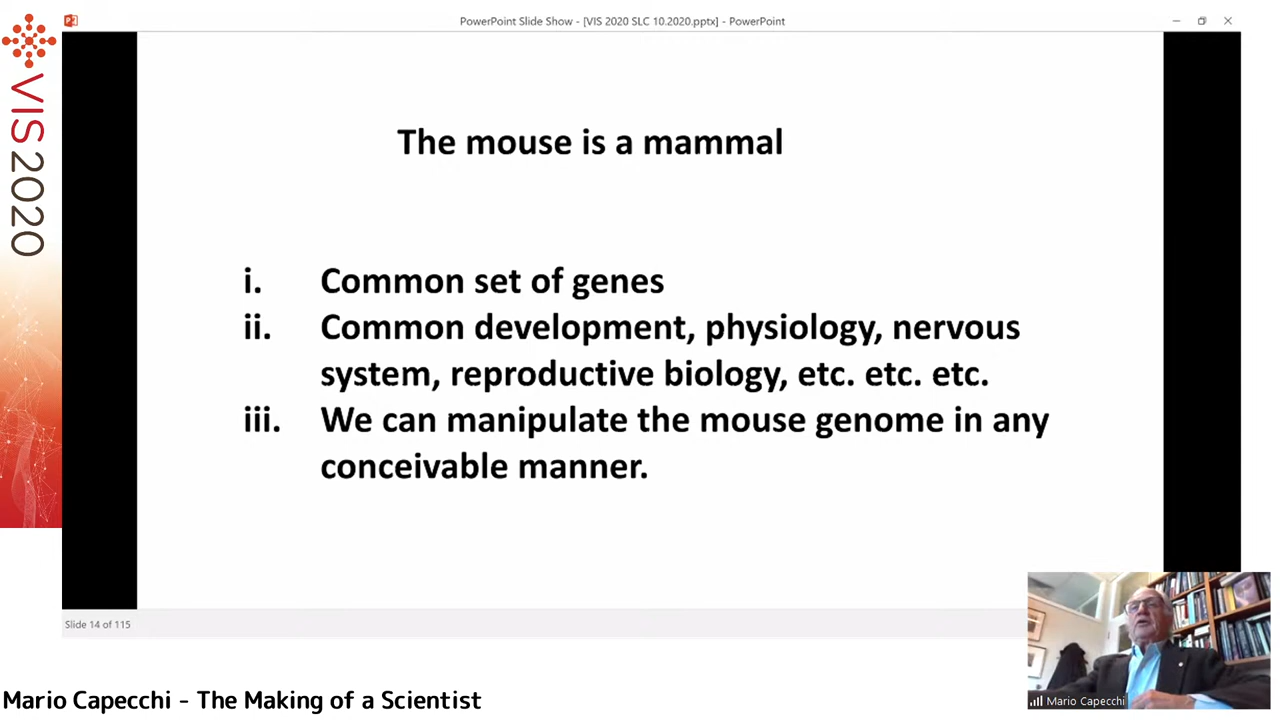 PowerPoint Slide Show - [VIS 2020 SLC 10.2020.pptx] - PowerPoint
VIS2020
The mouse is a mammal
i. Common set of genes
ii. Common development, physiology, nervous
system, reproductive biology, etc. etc. etc.
iii. We can manipulate the mouse genome in any
conceivable manner.
Slide 14 of 115
Mario Capecchi
Mario Capecchi - The Making of a Scientist